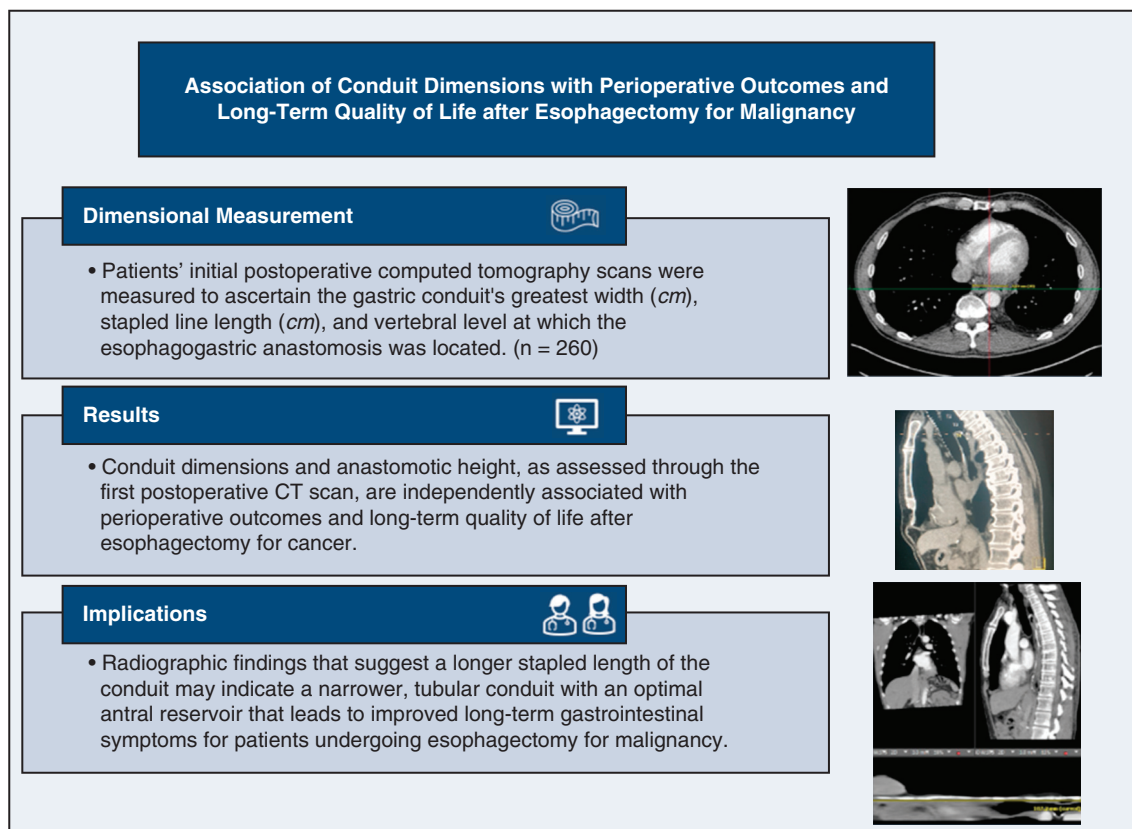 Association of Conduit Dimensions with Perioperative Outcomes and
Long-Term Quality of Life after Esophagectomy for Malignancy
Dimensional Measurement
• Patients' initial postoperative computed tomography scans were
measured to ascertain the gastric conduit's greatest width (cm),
stapled line length (cm), and vertebral level at which the
esophagogastric anastomosis was located. (n = 260)
Results
• Conduit dimensions and anastomotic height, as assessed through the
first postoperative CT scan, are independently associated with
perioperative outcomes and long-term quality of life after
esophagectomy for cancer.
Implications
• Radiographic findings that suggest a longer stapled length of the
conduit may indicate a narrower, tubular conduit with an optimal
antral reservoir that leads to improved long-term gastrointestinal
symptoms for patients undergoing esophagectomy for malignancy.